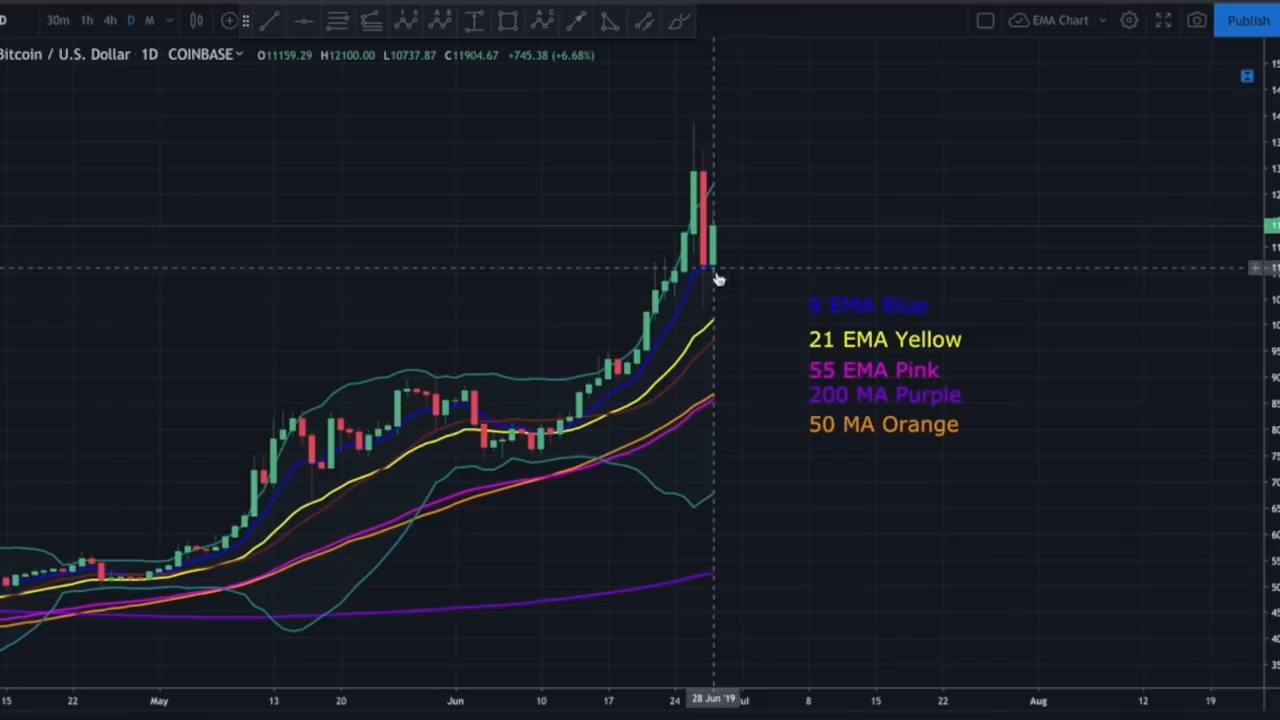 D 30m 1h 4h D M EMA Chart Publish
Bitcoin / U.S. Dollar 1D COINBASE O11159.29 H12100.00 L10737.87 C11904.67 +745.38 (+6.68%)
8 EMA Blue
21 EMA Yellow
55 EMA Pink
200 MA Purple
50 MA Orange
15 22 May 13 20 Jun 10 17 24 28 Jun '19 ul 8 15 22 Aug 12 19